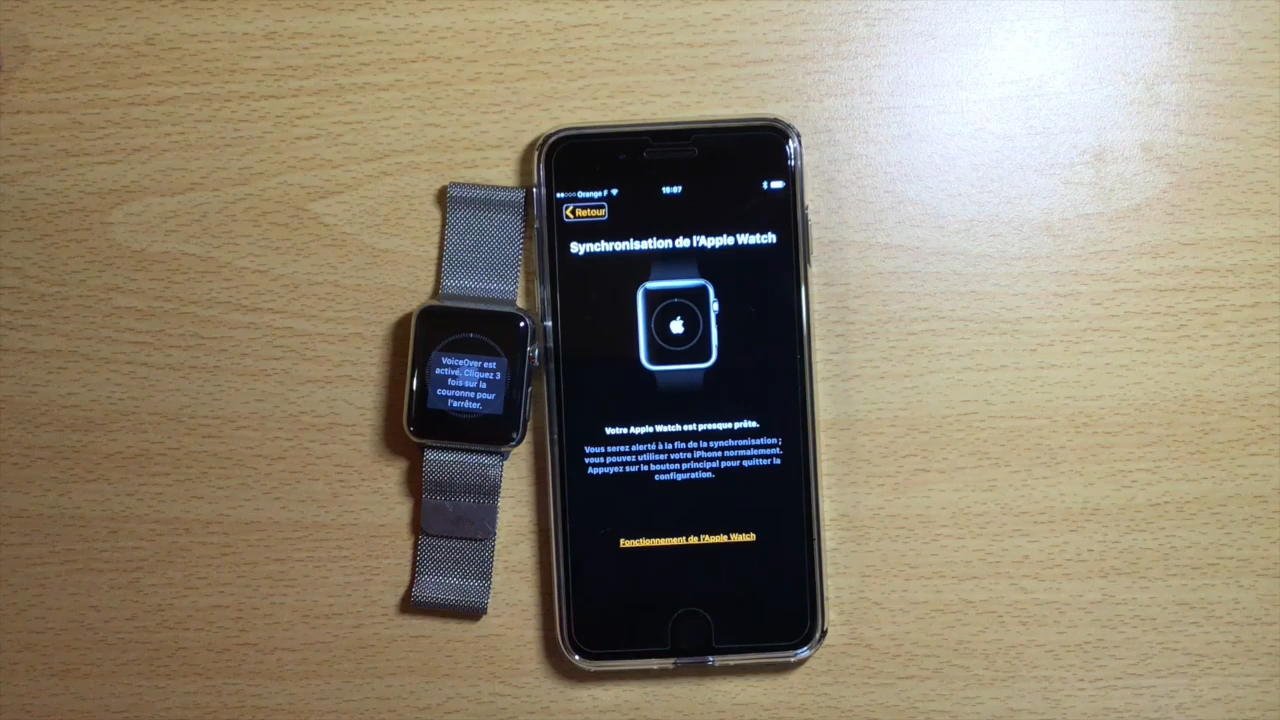 VoiceOver est
activé. Cliquez 3
fois sur la
couronne pour
l'arrêter.
Orange F
15:07
Retour
Synchronisation de l'Apple Watch
Votre Apple Watch est presque prête.
Vous serez alerté à la fin de la synchronisation ;
vous pouvez utiliser votre iPhone normalement.
Appuyez sur le bouton principal pour quitter la
configuration.
Fonctionnement de l'Apple Watch